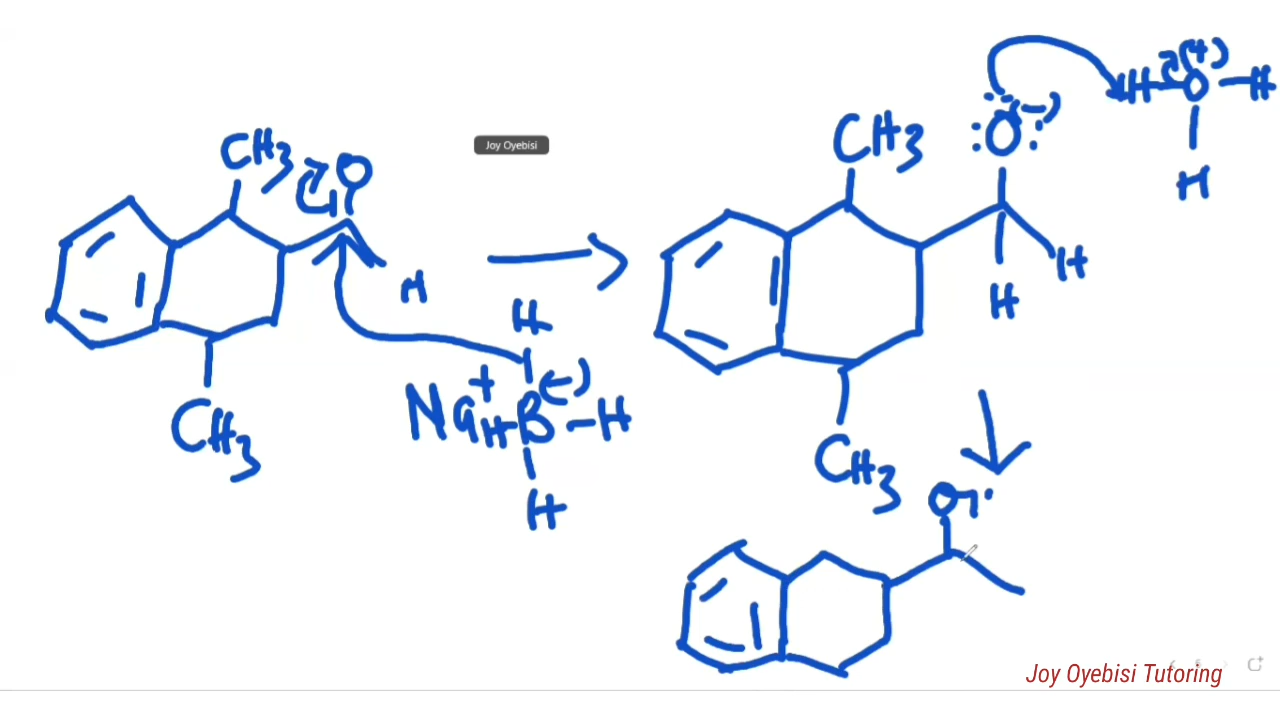 Joy Oyebisi
CH3
O
H
CH3
H
Na+
H-B(-)-H
H
CH3
:O:(-)
H-O(+)-H
H
H
H
CH3
O
Joy Oyebisi Tutoring